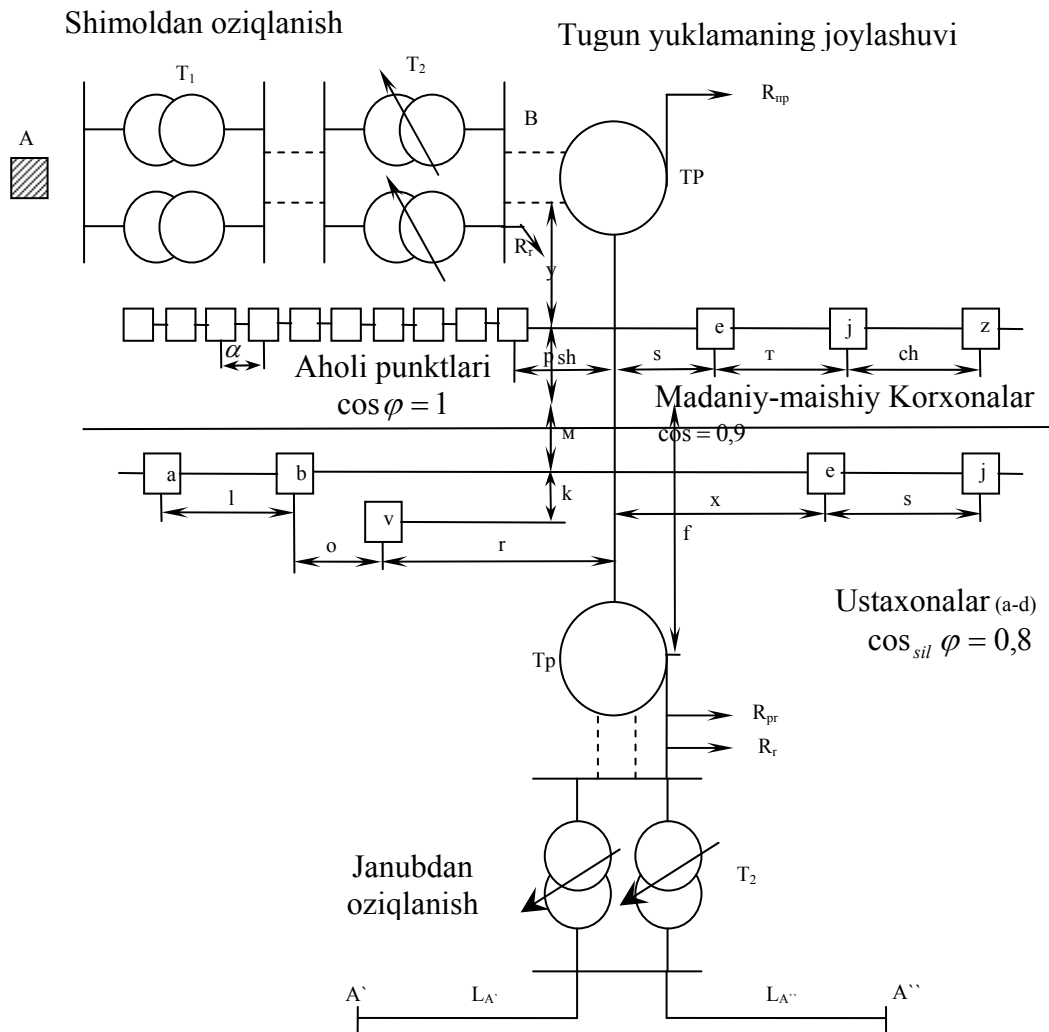 Shimoldan oziqlanish
Tugun yuklamaning joylashuvi
T₁
T₂
Rпр
A
B
TP
Rr
y
e
j
z
α
p
sh
s
т
ch
Aholi punktlari
cos φ = 1
Madaniy-maishiy Korxonalar
cos = 0,9
м
a
b
e
j
l
k
v
x
s
o
r
f
Ustaxonalar (a-d)
cos sil φ = 0,8
Tp
Rpr
Rr
Janubdan
oziqlanish
T₂
A`
LA`
LA``
A``